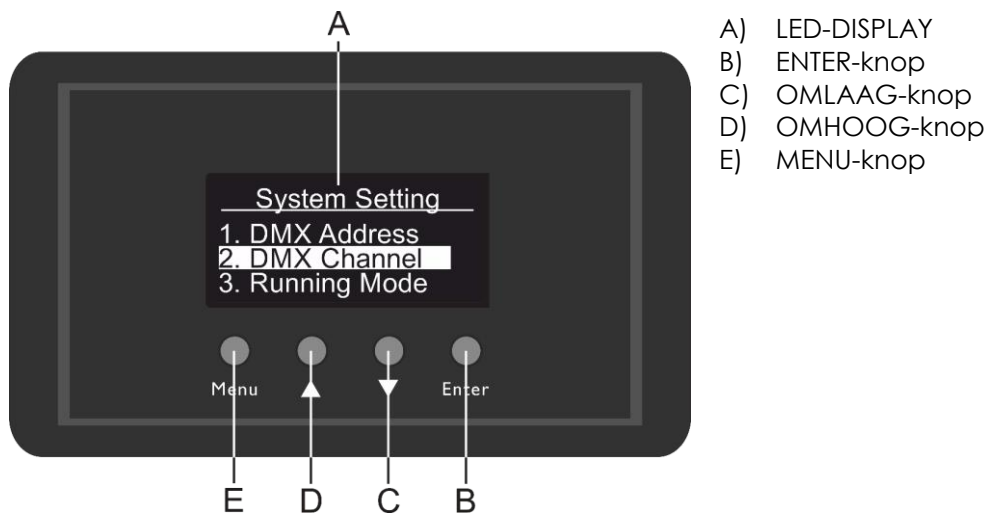 A
System Setting
1. DMX Address
2. DMX Channel
3. Running Mode
Menu
Enter
E
D
C
B
A) LED-DISPLAY
B) ENTER-knop
C) OMLAAG-knop
D) OMHOOG-knop
E) MENU-knop